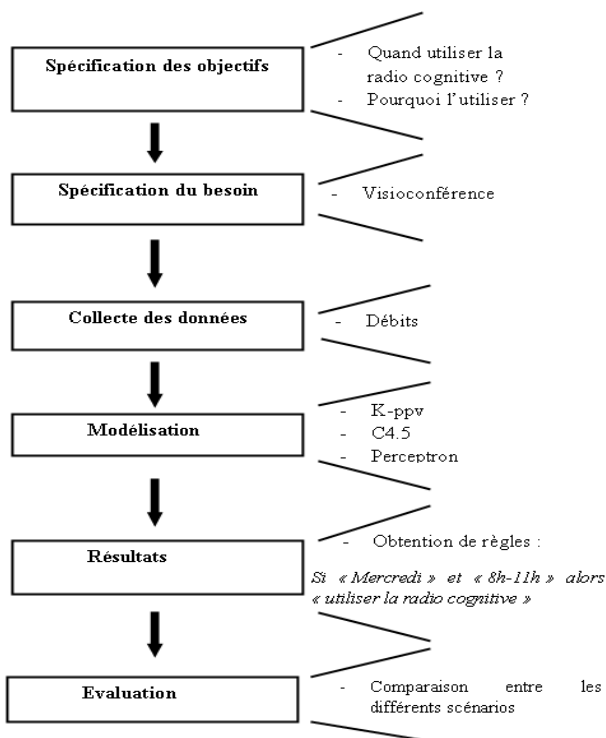 Spécification des objectifs
- Quand utiliser la
radio cognitive ?
- Pourquoi l'utiliser ?
Spécification du besoin
- Visioconférence
Collecte des données
- Débits
Modélisation
- K-ppv
- C4.5
- Perceptron
Résultats
- Obtention de règles :
Si « Mercredi » et « 8h-11h » alors
« utiliser la radio cognitive »
Evaluation
- Comparaison entre les
différents scénarios